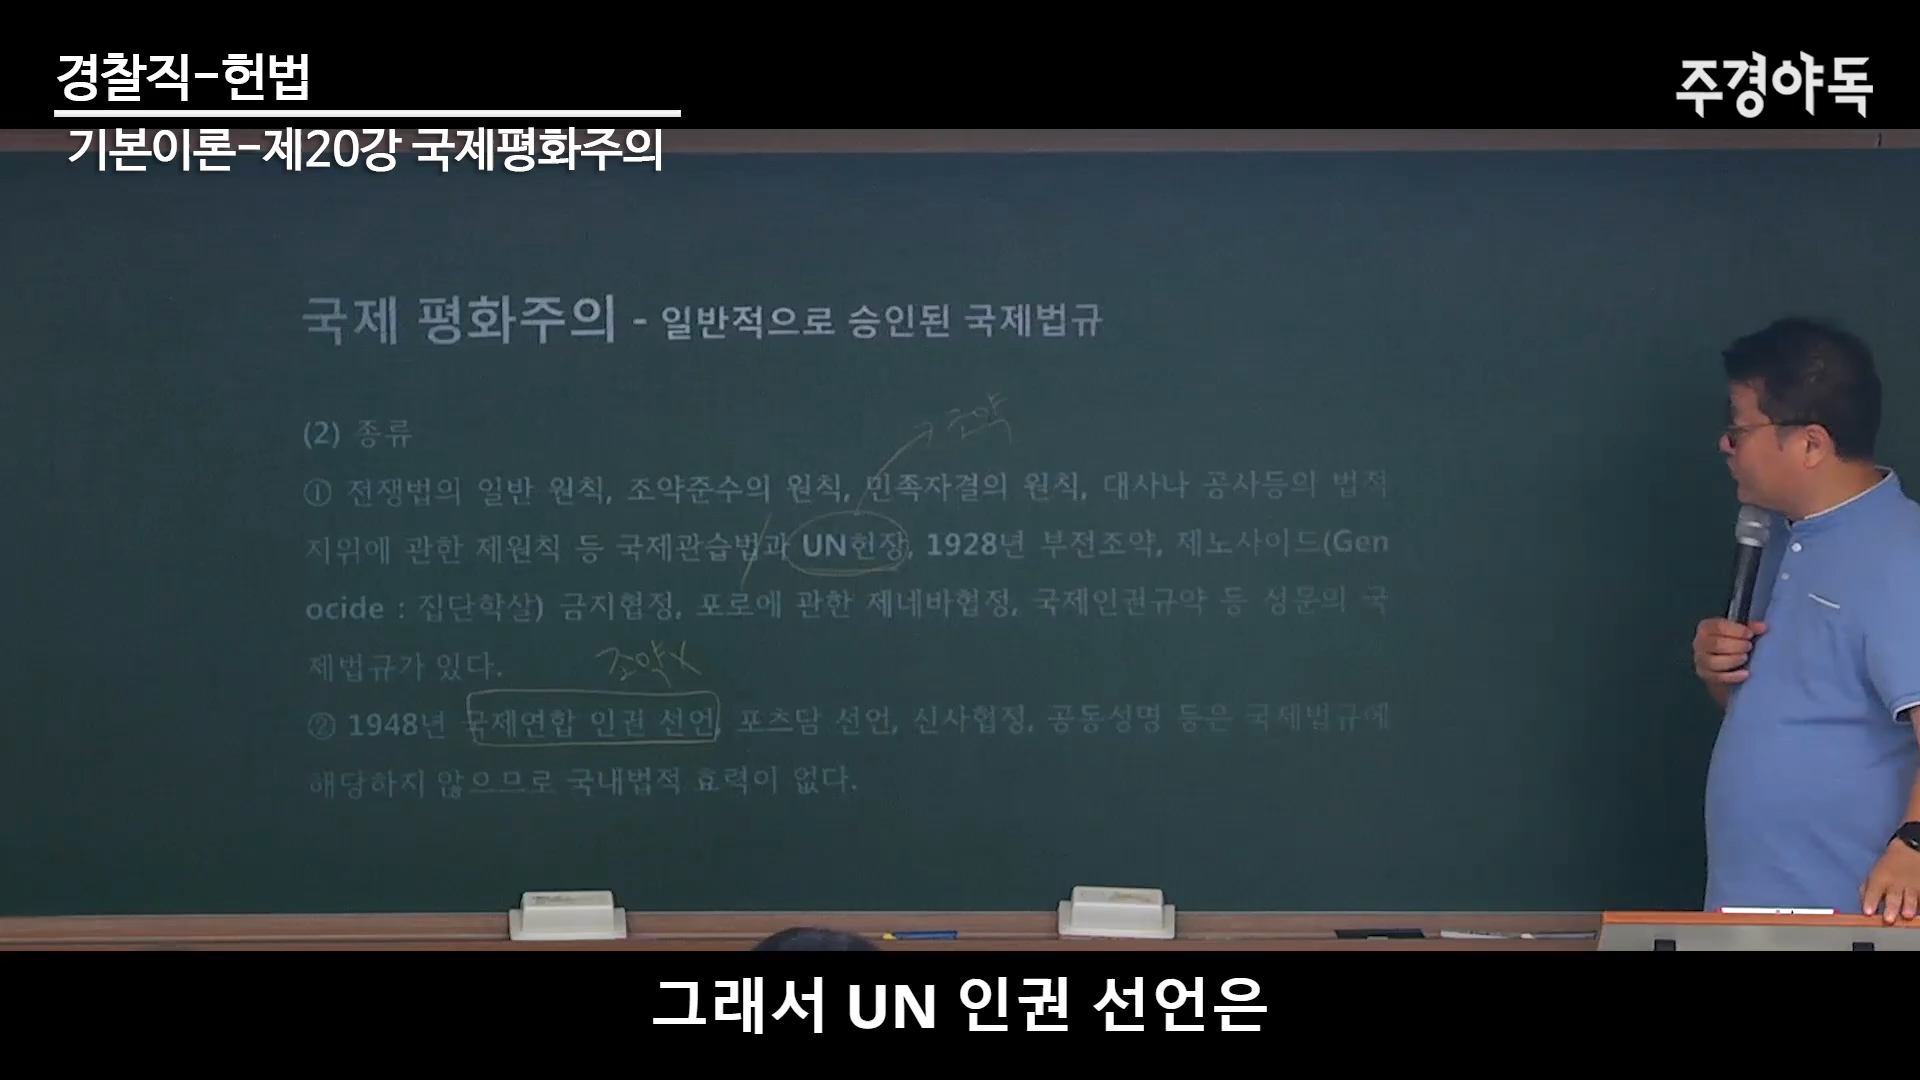 경찰직-헌법
주경야독
기본이론-제20강 국제평화주의
국제 평화주의 - 일반적으로 승인된 국제법규
조약
(2) 종류
① 전쟁법의 일반 원칙, 조약준수의 원칙, 민족자결의 원칙, 대사나 공사등의 법적
지위에 관한 제원칙 등 국제관습법과 UN헌장, 1928년 부전조약, 제노사이드(Gen
ocide : 집단학살) 금지협정, 포로에 관한 제네바협정, 국제인권규약 등 성문의 국
제법규가 있다.
조약X
② 1948년 국제연합 인권 선언, 포츠담 선언, 신사협정, 공동성명 등은 국제법규에
해당하지 않으므로 국내법적 효력이 없다.
그래서 UN 인권 선언은